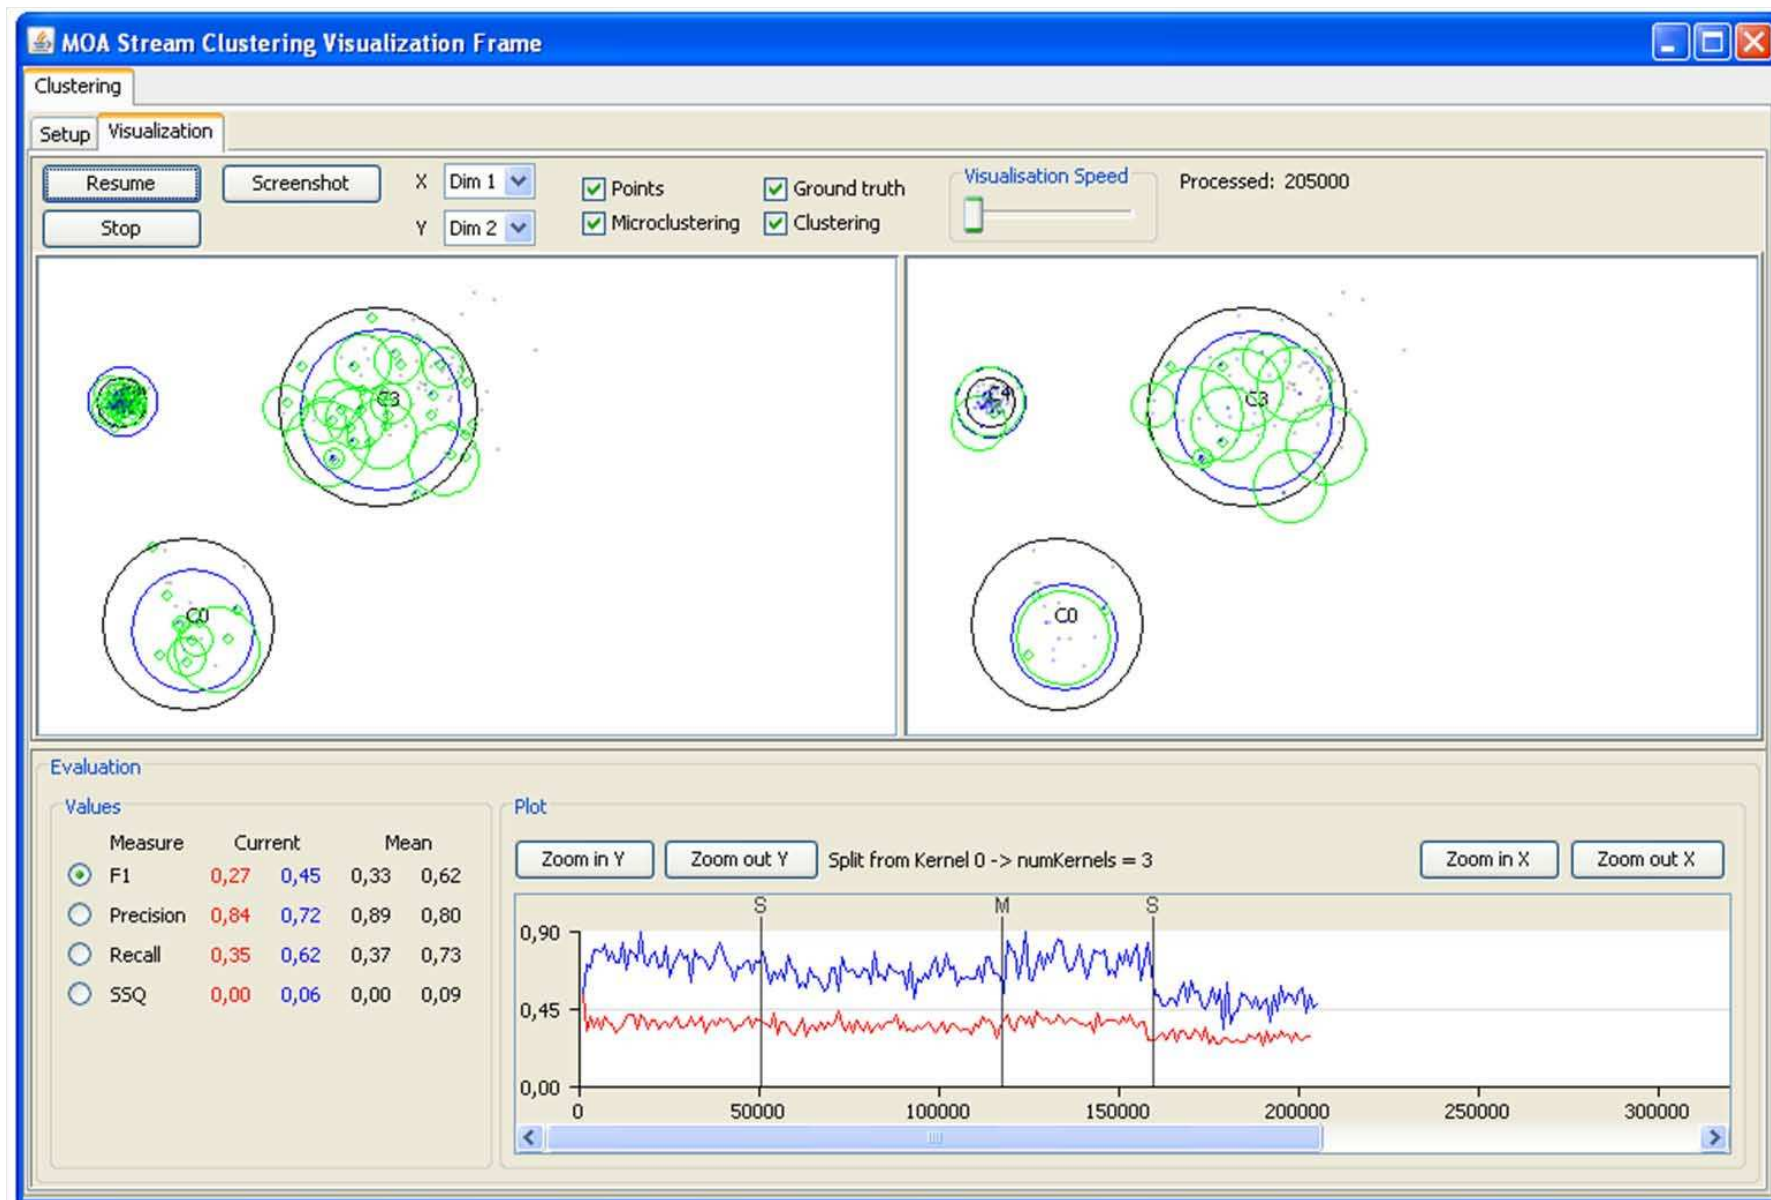 MOA Stream Clustering Visualization Frame
Clustering
Setup Visualization
Resume Screenshot X Dim 1 Points Ground truth Visualisation Speed Processed: 205000
Stop Y Dim 2 Microclustering Clustering
C3 C4 C3
C0 C0
Evaluation
Values Plot
Measure Current Mean
Zoom in Y Zoom out Y Split from Kernel 0 -> numKernels = 3 Zoom in X Zoom out X
F1 0,27 0,45 0,33 0,62
Precision 0,84 0,72 0,89 0,80
Recall 0,35 0,62 0,37 0,73
SSQ 0,00 0,06 0,00 0,09
S M S
0,90
0,45
0,00
0 50000 100000 150000 200000 250000 300000